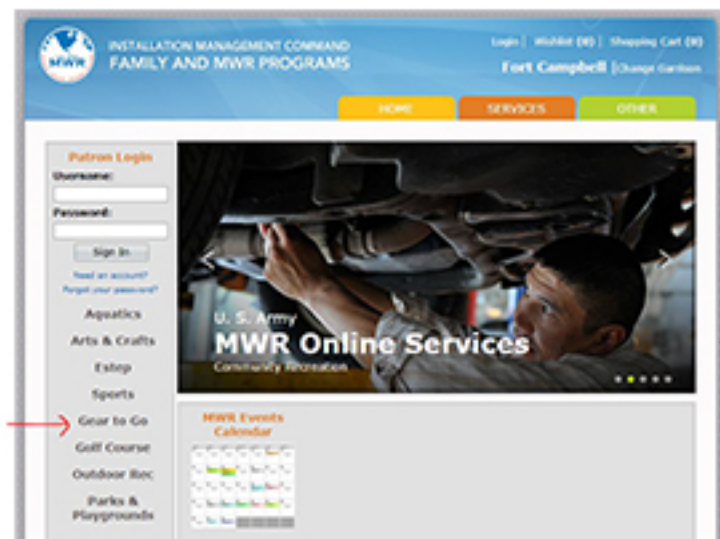 MWR
INSTALLATION MANAGEMENT COMMAND
FAMILY AND MWR PROGRAMS
Login | Wishlist (0) | Shopping Cart (0)
Fort Campbell [Change Garrison
HOME
SERVICES
OTHER
Patron Login
Username:
Password:
Sign In
Need an account?
Forgot your password?
Aquatics
Arts & Crafts
Estep
Sports
Gear to Go
Golf Course
Outdoor Rec
Parks &
Playgrounds
U. S. Army
MWR Online Services
Community Recreation
MWR Events
Calendar